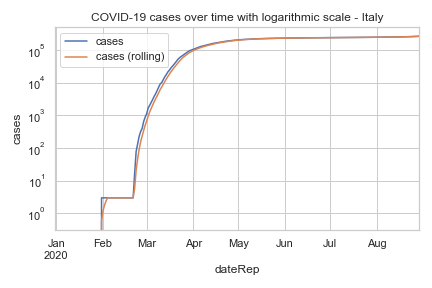 COVID-19 cases over time with logarithmic scale - Italy
cases
cases (rolling)
10^5
10^4
10^3
10^2
10^1
10^0
cases
Jan Feb Mar Apr May Jun Jul Aug
2020
dateRep